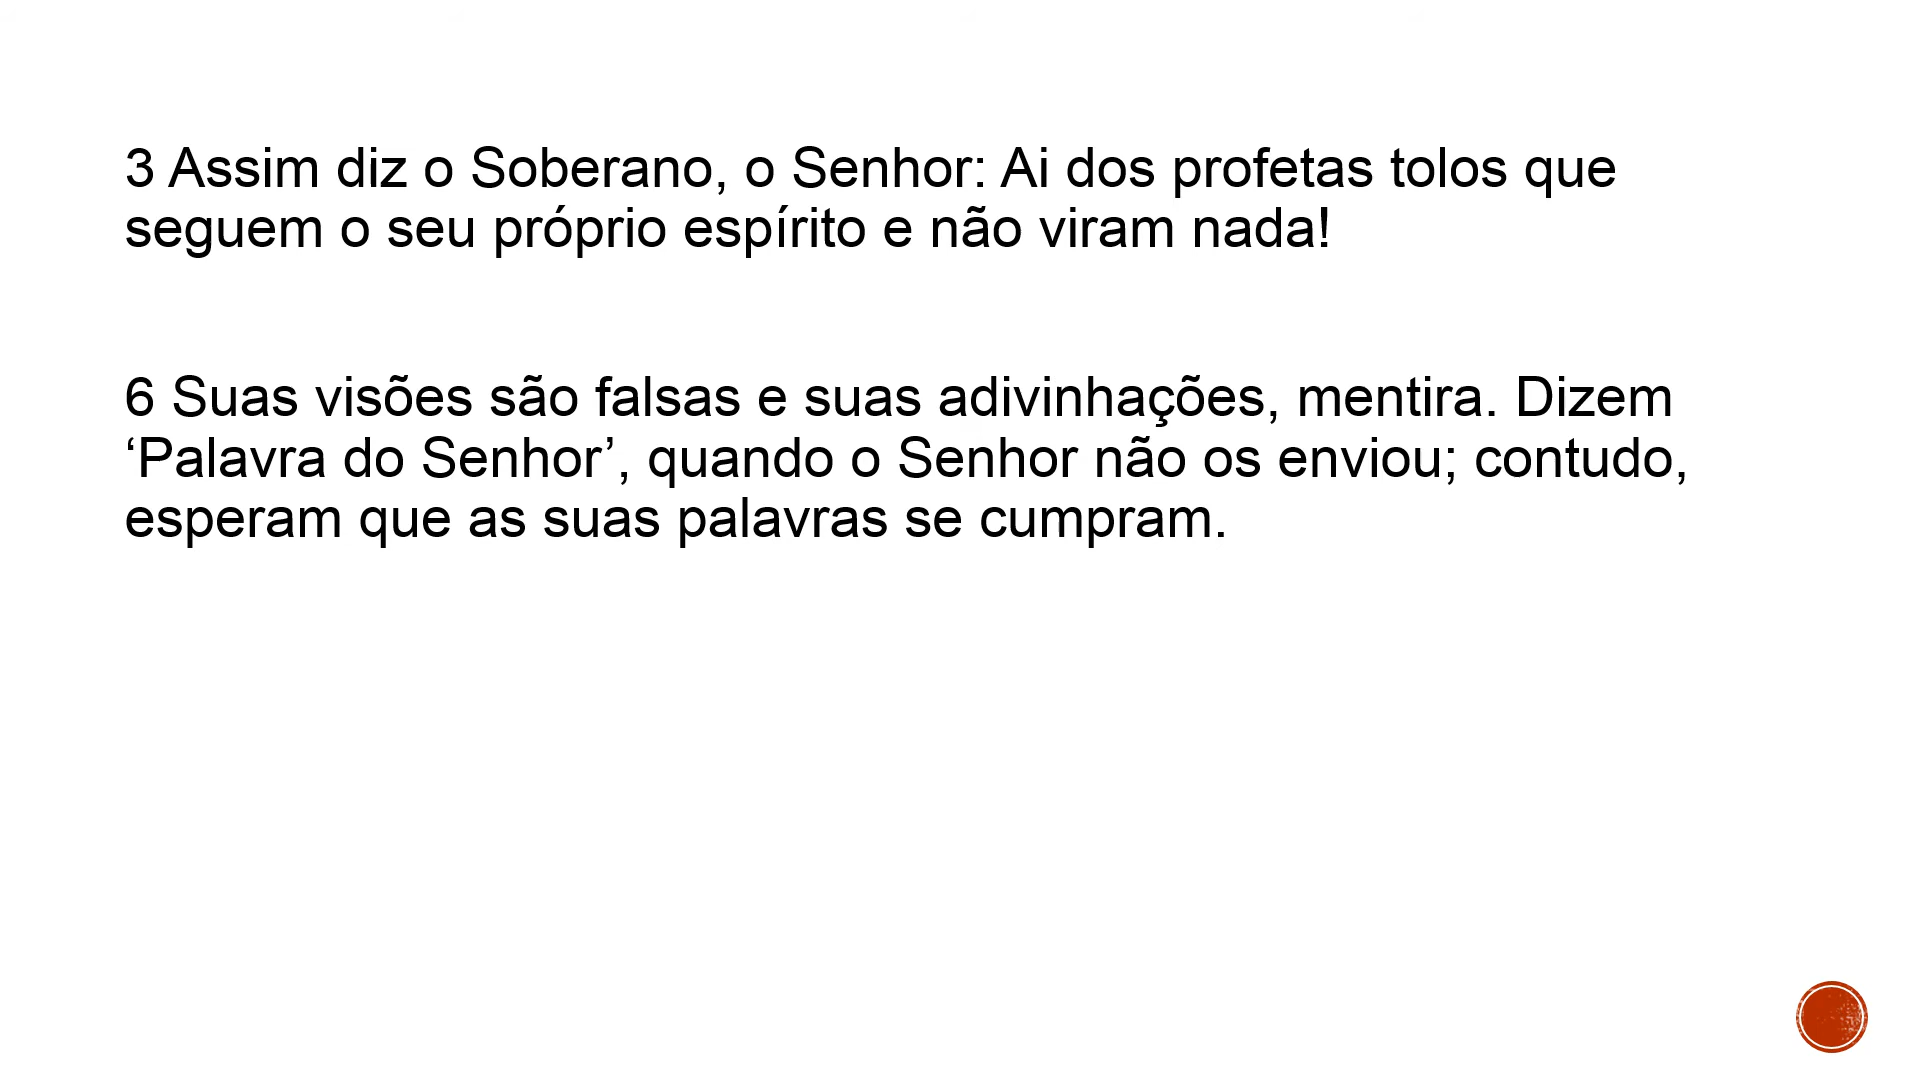 3 Assim diz o Soberano, o Senhor: Ai dos profetas tolos que
seguem o seu próprio espírito e não viram nada!
6 Suas visões são falsas e suas adivinhações, mentira. Dizem
‘Palavra do Senhor’, quando o Senhor não os enviou; contudo,
esperam que as suas palavras se cumpram.